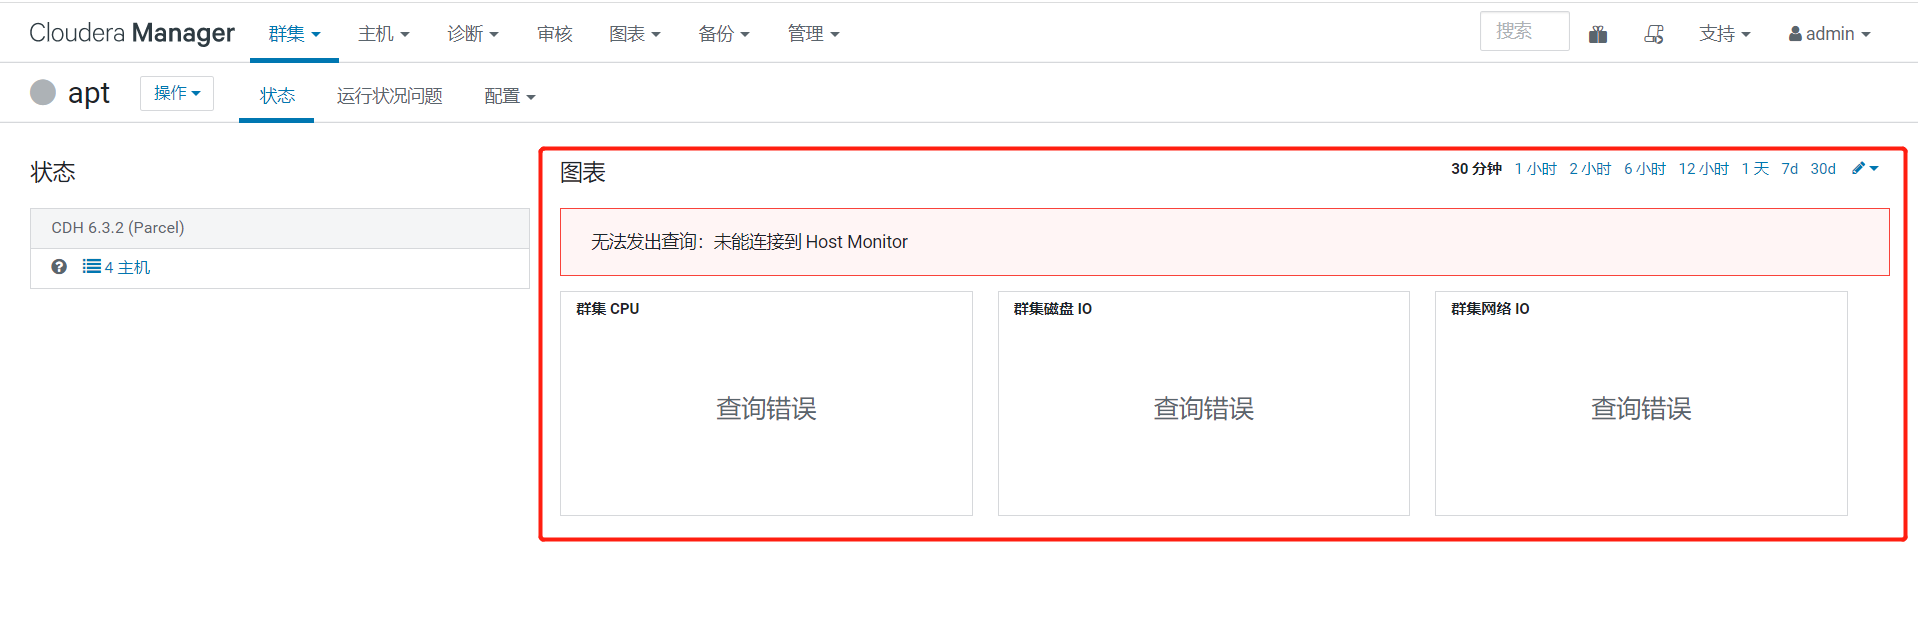 Cloudera Manager 群集 主机 诊断 审核 图表 备份 管理 搜索 支持 admin
apt 操作 状态 运行状况问题 配置
状态
CDH 6.3.2 (Parcel)
4 主机
图表 30 分钟 1 小时 2 小时 6 小时 12 小时 1 天 7d 30d
无法发出查询：未能连接到 Host Monitor
群集 CPU 群集磁盘 IO 群集网络 IO
查询错误 查询错误 查询错误